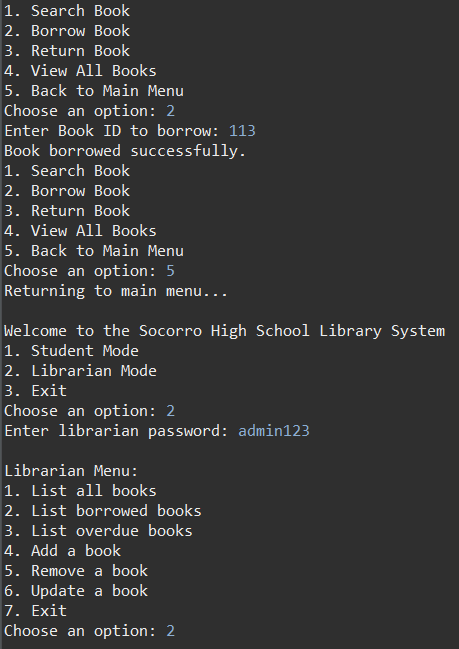 1. Search Book
2. Borrow Book
3. Return Book
4. View All Books
5. Back to Main Menu
Choose an option: 2
Enter Book ID to borrow: 113
Book borrowed successfully.
1. Search Book
2. Borrow Book
3. Return Book
4. View All Books
5. Back to Main Menu
Choose an option: 5
Returning to main menu...

Welcome to the Socorro High School Library System
1. Student Mode
2. Librarian Mode
3. Exit
Choose an option: 2
Enter librarian password: admin123

Librarian Menu:
1. List all books
2. List borrowed books
3. List overdue books
4. Add a book
5. Remove a book
6. Update a book
7. Exit
Choose an option: 2